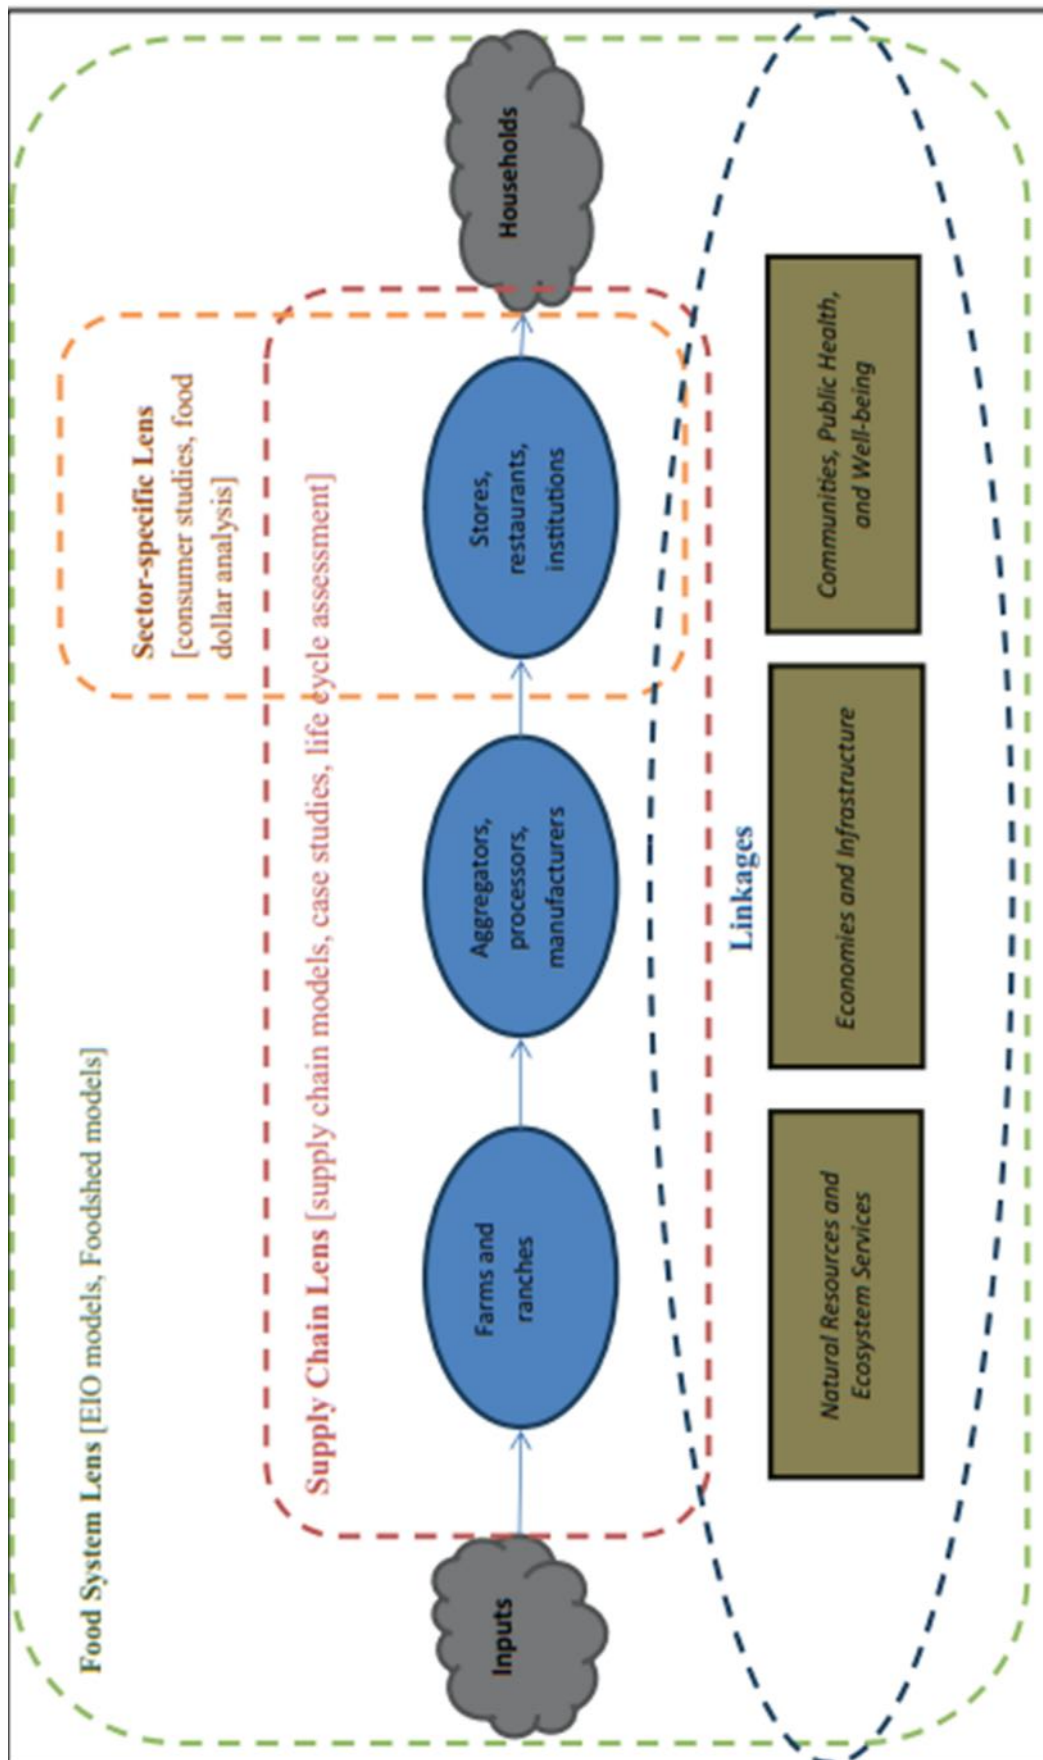 Food System Lens [EIO models, Foodshed models]
Sector-specific Lens
[consumer studies, food
dollar analysis]
Supply Chain Lens [supply chain models, case studies, life cycle assessment]
Inputs
Farms and
ranches
Aggregators,
processors,
manufacturers
Stores,
restaurants,
institutions
Households
Linkages
Natural Resources and
Ecosystem Services
Economies and Infrastructure
Communities, Public Health,
and Well-being